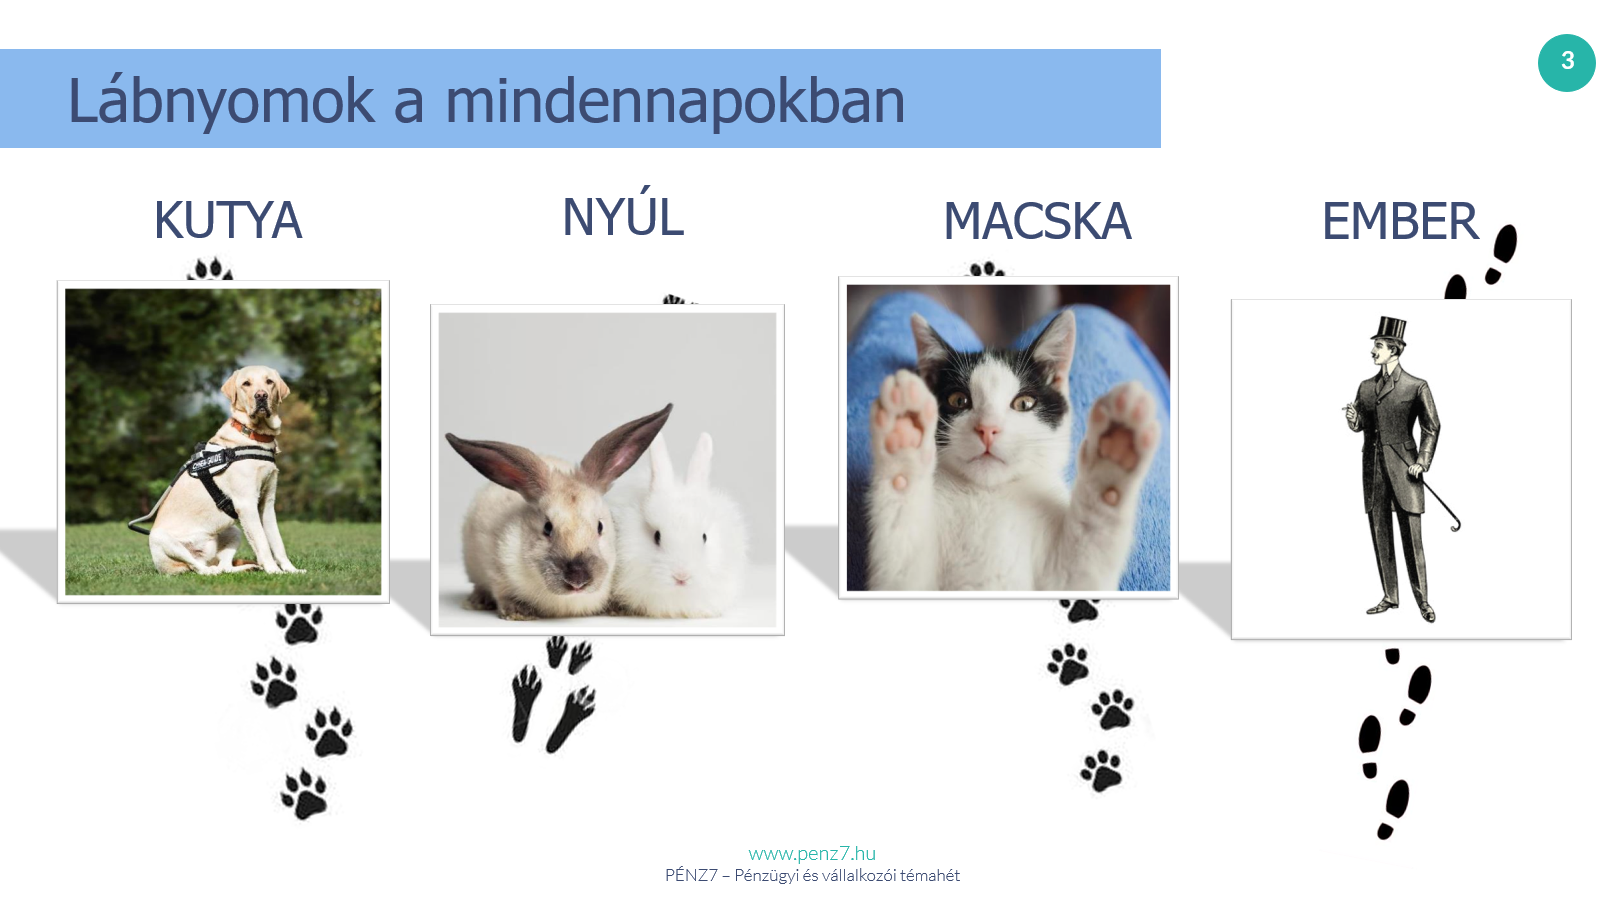 3
Lábnyomok a mindennapokban
KUTYA
NYÚL
MACSKA
EMBER
www.penz7.hu
PÉNZ7 – Pénzügyi és vállalkozói témahét